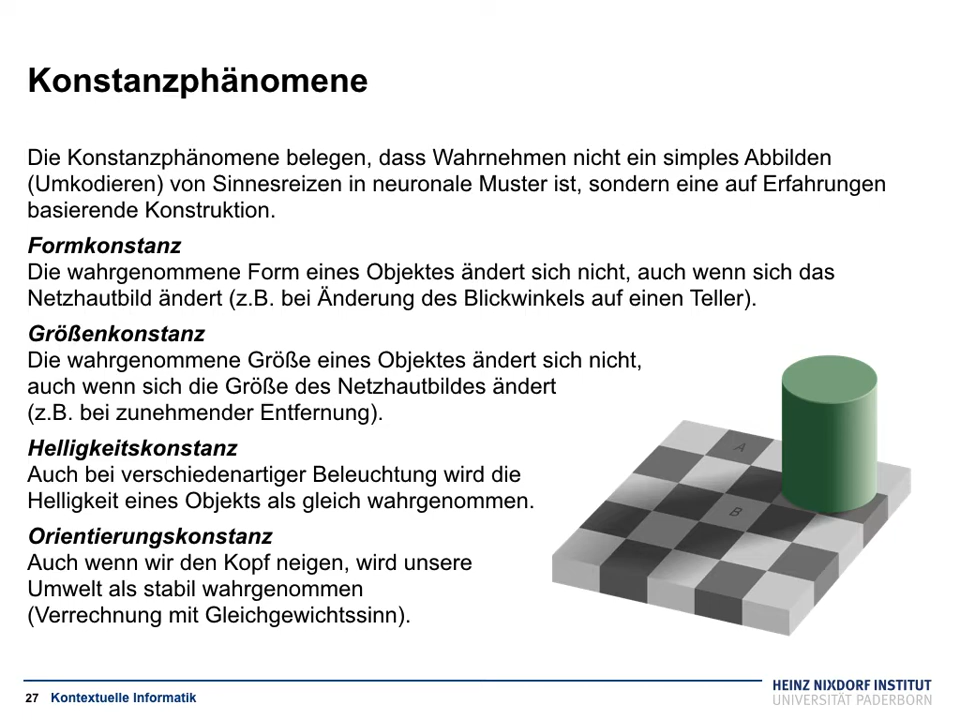 Konstanzphänomene
Die Konstanzphänomene belegen, dass Wahrnehmen nicht ein simples Abbilden
(Umkodieren) von Sinnesreizen in neuronale Muster ist, sondern eine auf Erfahrungen
basierende Konstruktion.
Formkonstanz
Die wahrgenommene Form eines Objektes ändert sich nicht, auch wenn sich das
Netzhautbild ändert (z.B. bei Änderung des Blickwinkels auf einen Teller).
Größenkonstanz
Die wahrgenommene Größe eines Objektes ändert sich nicht,
auch wenn sich die Größe des Netzhautbildes ändert
(z.B. bei zunehmender Entfernung).
Helligkeitskonstanz
Auch bei verschiedenartiger Beleuchtung wird die
Helligkeit eines Objekts als gleich wahrgenommen.
Orientierungskonstanz
Auch wenn wir den Kopf neigen, wird unsere
Umwelt als stabil wahrgenommen
(Verrechnung mit Gleichgewichtssinn).
A
B
27 Kontextuelle Informatik
HEINZ NIXDORF INSTITUT
UNIVERSITÄT PADERBORN